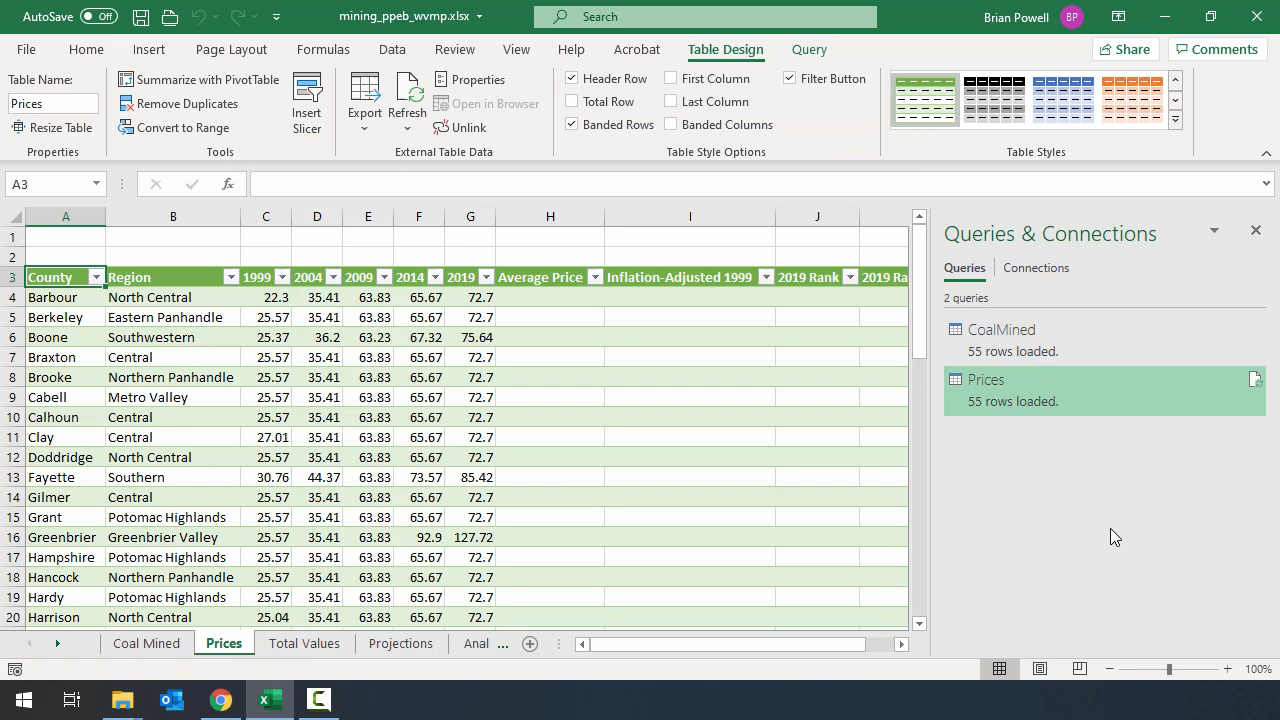 AutoSave Off mining_ppeb_wvmp.xlsx Search Brian Powell BP
File Home Insert Page Layout Formulas Data Review View Help Acrobat Table Design Query Share Comments
Table Name:
Prices
Resize Table
Properties
Summarize with PivotTable
Remove Duplicates
Convert to Range
Insert
Slicer
Tools
Export
Refresh
Properties
Open in Browser
Unlink
External Table Data
Header Row First Column Filter Button
Total Row Last Column
Banded Rows Banded Columns
Table Style Options
Table Styles
A3 fx
A B C D E F G H I J
1
2
3 County Region 1999 2004 2009 2014 2019 Average Price Inflation-Adjusted 1999 2019 Rank 2019 Ra
4 Barbour North Central 22.3 35.41 63.83 65.67 72.7
5 Berkeley Eastern Panhandle 25.57 35.41 63.83 65.67 72.7
6 Boone Southwestern 25.37 36.2 63.23 67.32 75.64
7 Braxton Central 25.57 35.41 63.83 65.67 72.7
8 Brooke Northern Panhandle 25.57 35.41 63.83 65.67 72.7
9 Cabell Metro Valley 25.57 35.41 63.83 65.67 72.7
10 Calhoun Central 25.57 35.41 63.83 65.67 72.7
11 Clay Central 27.01 35.41 63.83 65.67 72.7
12 Doddridge North Central 25.57 35.41 63.83 65.67 72.7
13 Fayette Southern 30.76 44.37 63.83 73.57 85.42
14 Gilmer Central 25.57 35.41 63.83 65.67 72.7
15 Grant Potomac Highlands 25.57 35.41 63.83 65.67 72.7
16 Greenbrier Greenbrier Valley 25.57 35.41 63.83 92.9 127.72
17 Hampshire Potomac Highlands 25.57 35.41 63.83 65.67 72.7
18 Hancock Northern Panhandle 25.57 35.41 63.83 65.67 72.7
19 Hardy Potomac Highlands 25.57 35.41 63.83 65.67 72.7
20 Harrison North Central 25.04 35.41 63.83 65.67 72.7
Queries & Connections
Queries Connections
2 queries
CoalMined
55 rows loaded.
Prices
55 rows loaded.
Coal Mined Prices Total Values Projections Anal ...
100%